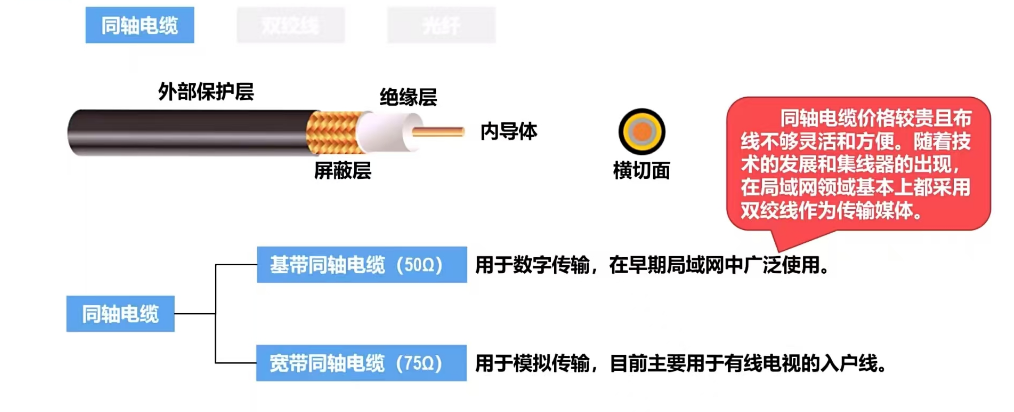 同轴电缆
双绞线
光纤
外部保护层
绝缘层
内导体
屏蔽层
横切面
同轴电缆价格较贵且布
线不够灵活和方便。随着技
术的发展和集线器的出现，
在局域网领域基本上都采用
双绞线作为传输媒体。
基带同轴电缆（50Ω）
用于数字传输，在早期局域网中广泛使用。
同轴电缆
宽带同轴电缆（75Ω）
用于模拟传输，目前主要用于有线电视的入户线。